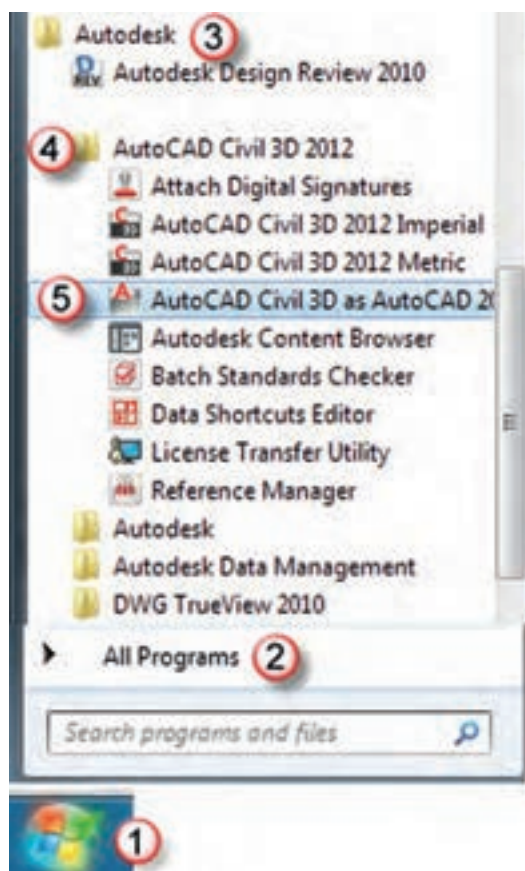 Autodesk 3
Autodesk Design Review 2010
4 AutoCAD Civil 3D 2012
Attach Digital Signatures
AutoCAD Civil 3D 2012 Imperial
AutoCAD Civil 3D 2012 Metric
5 AutoCAD Civil 3D as AutoCAD 20
Autodesk Content Browser
Batch Standards Checker
Data Shortcuts Editor
License Transfer Utility
Reference Manager
Autodesk
Autodesk Data Management
DWG TrueView 2010
All Programs 2
Search programs and files
1